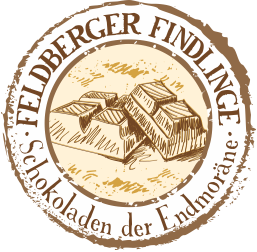 FELDBERGER FINDLINGE
Schokoladen der Endmoräne